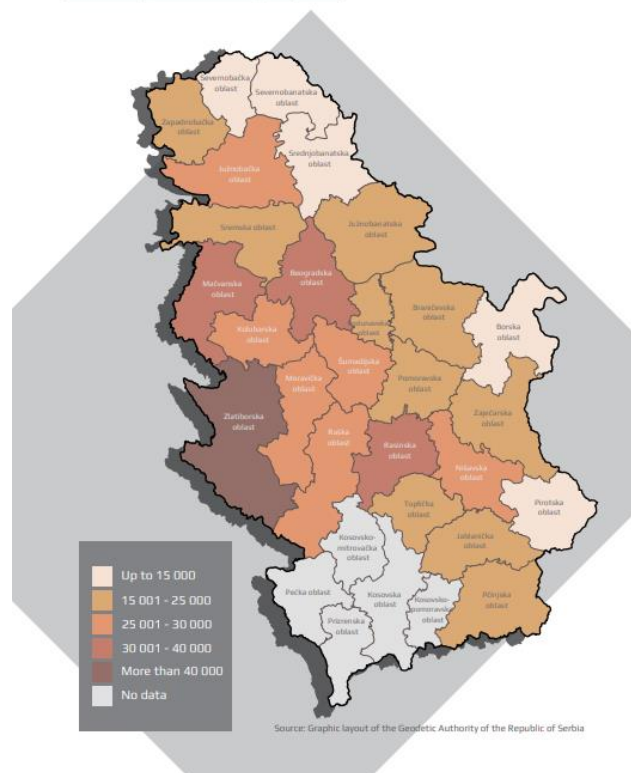 Severnobačka
oblast
Severnobanatska
oblast
Zapadnobačka
oblast
Srednjobanatska
oblast
Južnobačka
oblast
Sremska oblast
Južnobanatska
oblast
Beogradska
oblast
Mačvanska
oblast
Braničevska
oblast
oblast
Borska
oblast
Kolubarska
oblast
Šumadijska
oblast
Moravička
oblast
Pomoravska
oblast
Zaječarska
oblast
Zlatiborska
oblast
Raška
oblast
Rasinska
oblast
Nišavska
oblast
Pirotska
oblast
Toplička
oblast
Jablanička
oblast
Kosovsko-
mitrovačka
oblast
Pećka oblast
Kosovska
oblast
Kosovsko-
pomoravska
oblast
Pčinjska
oblast
Prizrenska
oblast
Up to 15 000
15 001 - 25 000
25 001 - 30 000
30 001 - 40 000
More than 40 000
No data
Source: Graphic layout of the Geodetic Authority of the Republic of Serbia